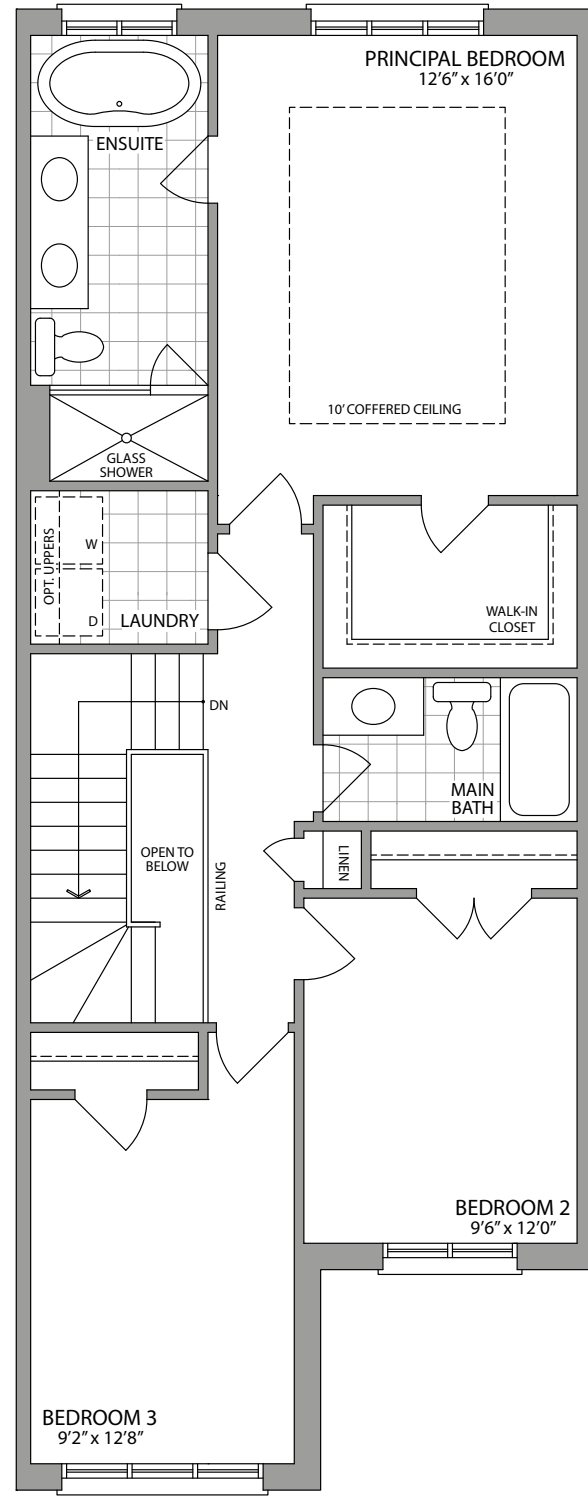 PRINCIPAL BEDROOM
12’6” x 16’0”
ENSUITE
10’ COFFERED CEILING
GLASS
SHOWER
OPT. UPPERS
W
D
LAUNDRY
WALK-IN
CLOSET
DN
MAIN
BATH
OPEN TO
BELOW
RAILING
LINEN
BEDROOM 2
9’6” x 12’0”
BEDROOM 3
9’2” x 12’8”